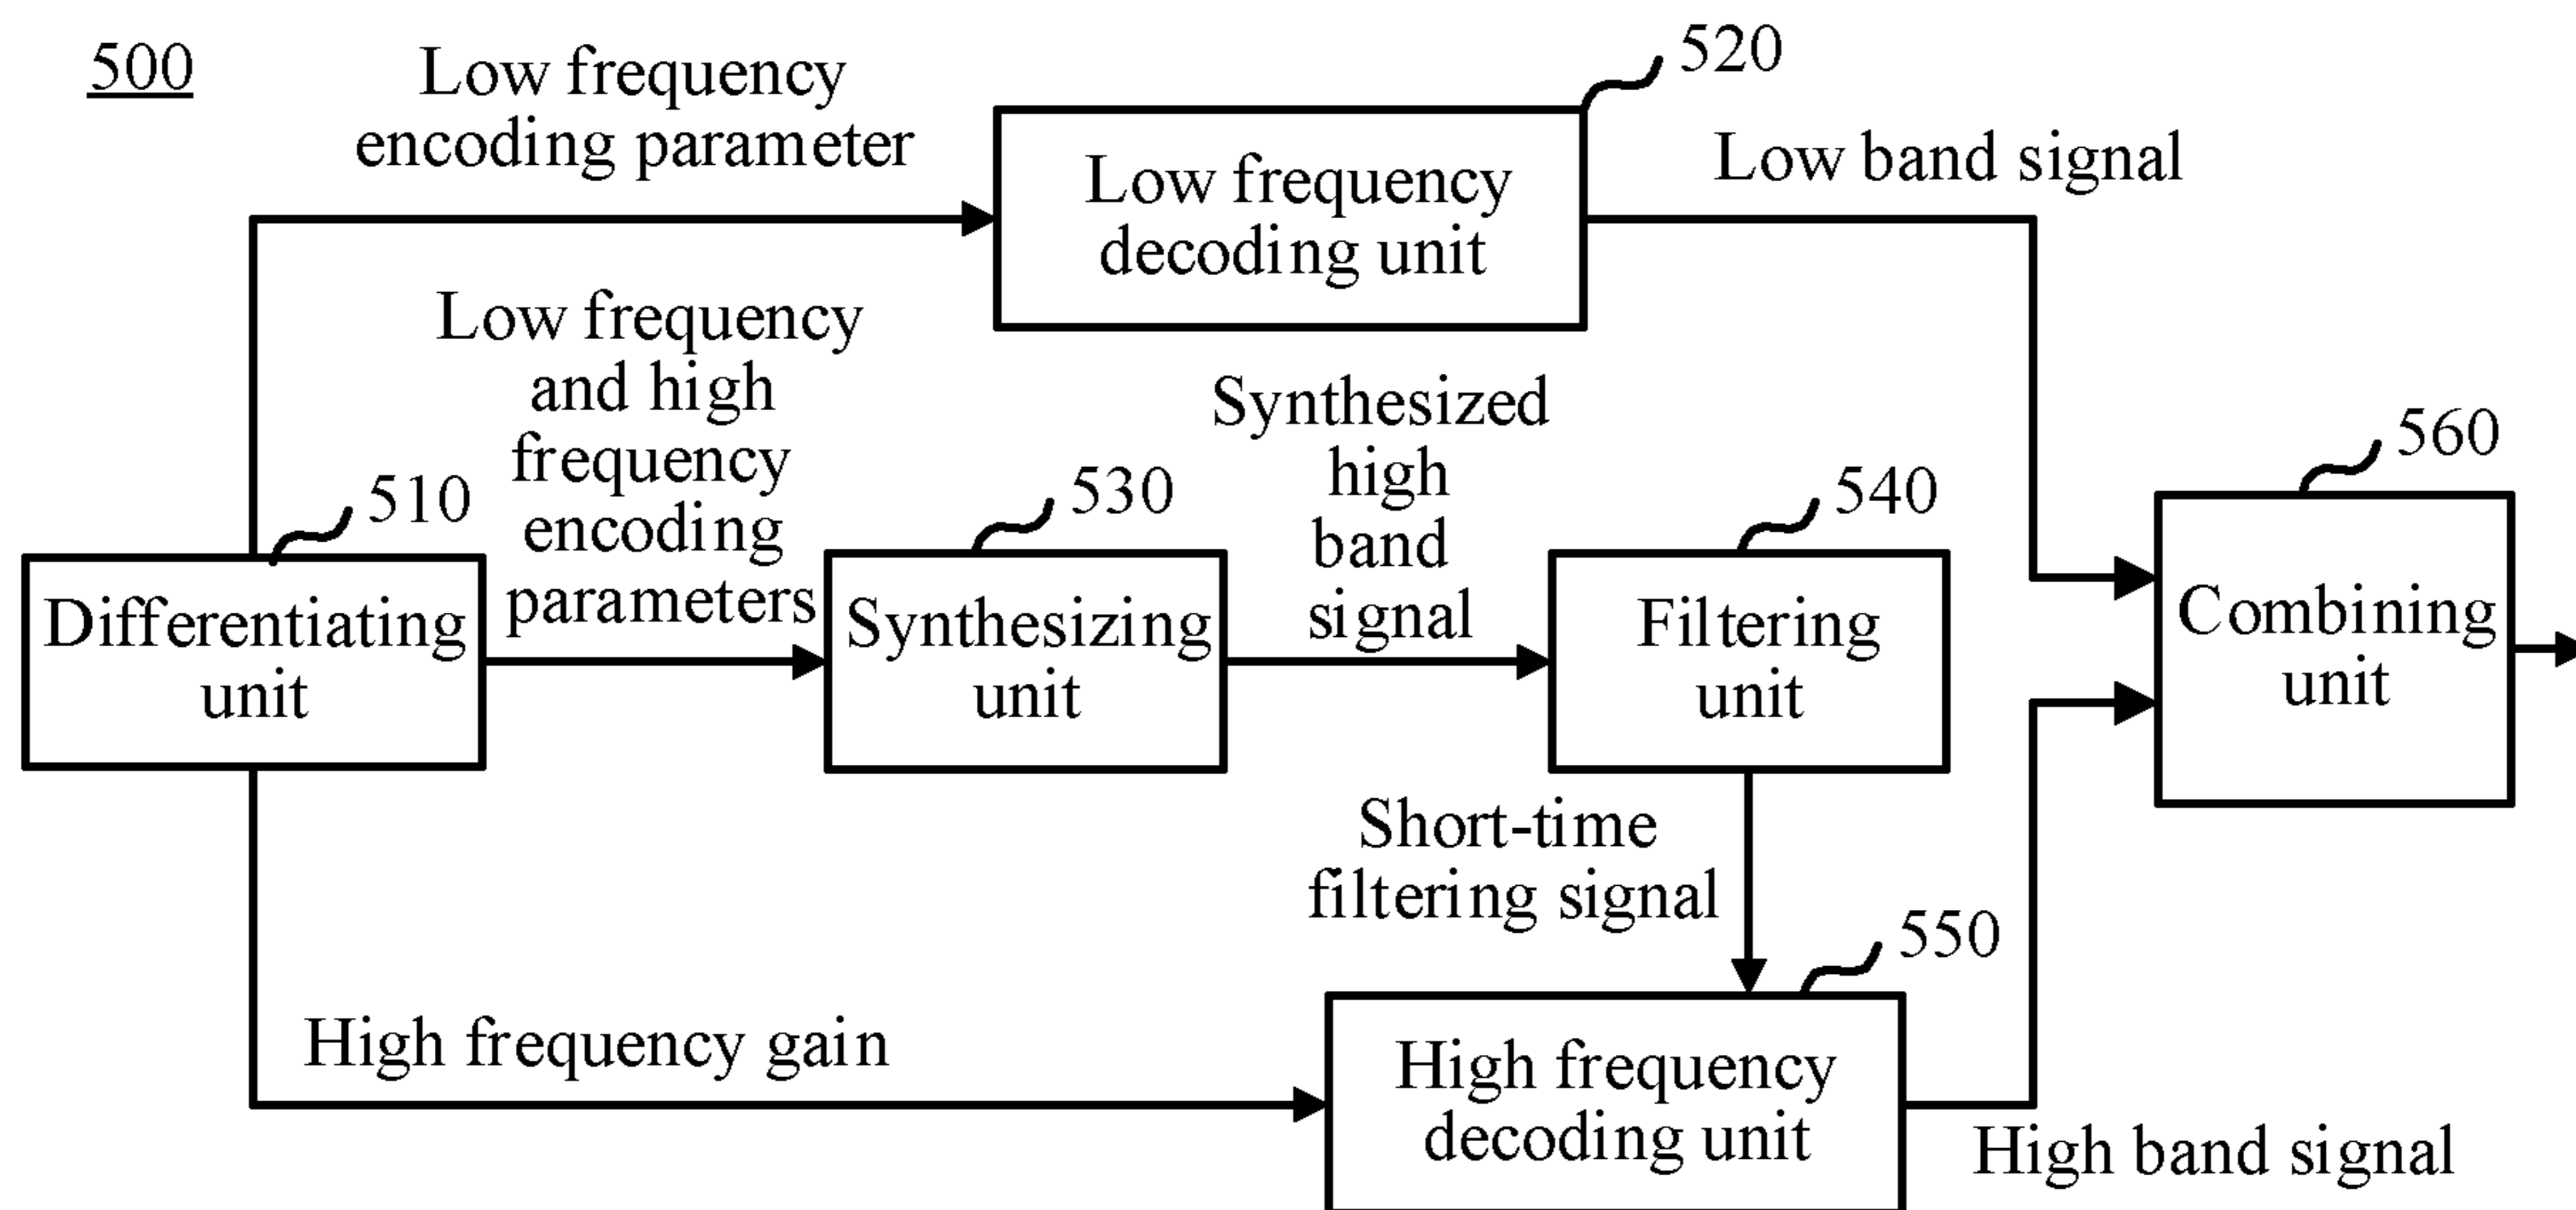 500
Low frequency
encoding parameter
520
Low frequency
decoding unit
Low band signal
Low frequency
and high
frequency
encoding
parameters
510
Differentiating
unit
530
Synthesizing
unit
Synthesized
high
band
signal
540
Filtering
unit
560
Combining
unit
Short-time
filtering signal
550
High frequency gain
High frequency
decoding unit
High band signal